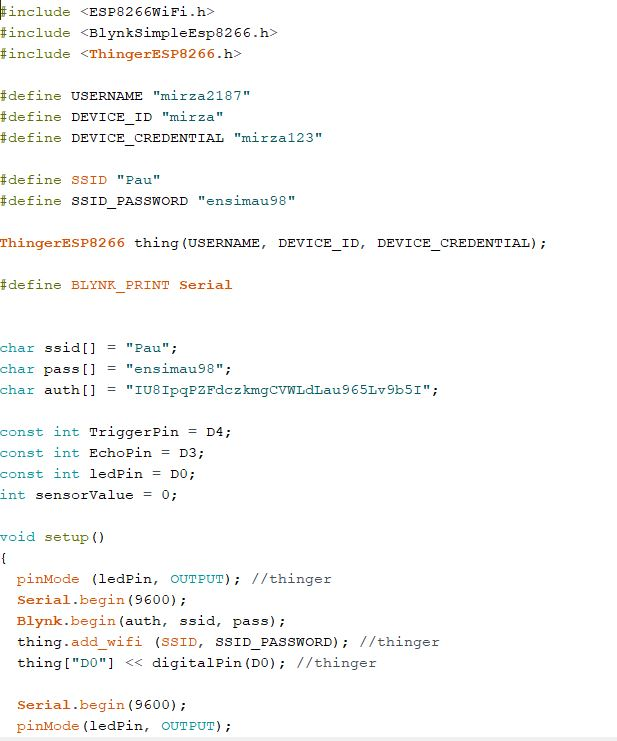 #include <ESP8266WiFi.h>
#include <BlynkSimpleEsp8266.h>
#include <ThingerESP8266.h>
#define USERNAME "mirza2187"
#define DEVICE_ID "mirza"
#define DEVICE_CREDENTIAL "mirza123"
#define SSID "Pau"
#define SSID_PASSWORD "ensimau98"
ThingerESP8266 thing(USERNAME, DEVICE_ID, DEVICE_CREDENTIAL);
#define BLYNK_PRINT Serial
char ssid[] = "Pau";
char pass[] = "ensimau98";
char auth[] = "IU8IpqPZFdczkmgCVWLdLau965Lv9b5I";
const int TriggerPin = D4;
const int EchoPin = D3;
const int ledPin = D0;
int sensorValue = 0;
void setup()
{
  pinMode (ledPin, OUTPUT); //thinger
  Serial.begin(9600);
  Blynk.begin(auth, ssid, pass);
  thing.add_wifi (SSID, SSID_PASSWORD); //thinger
  thing["D0"] << digitalPin(D0); //thinger
  Serial.begin(9600);
  pinMode(ledPin, OUTPUT);